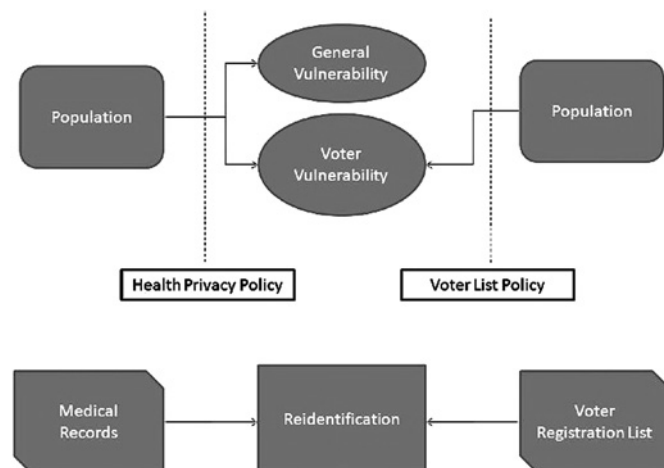 General
Vulnerability
Population
Population
Voter
Vulnerability
Health Privacy Policy
Voter List Policy
Medical
Records
Reidentification
Voter
Registration List